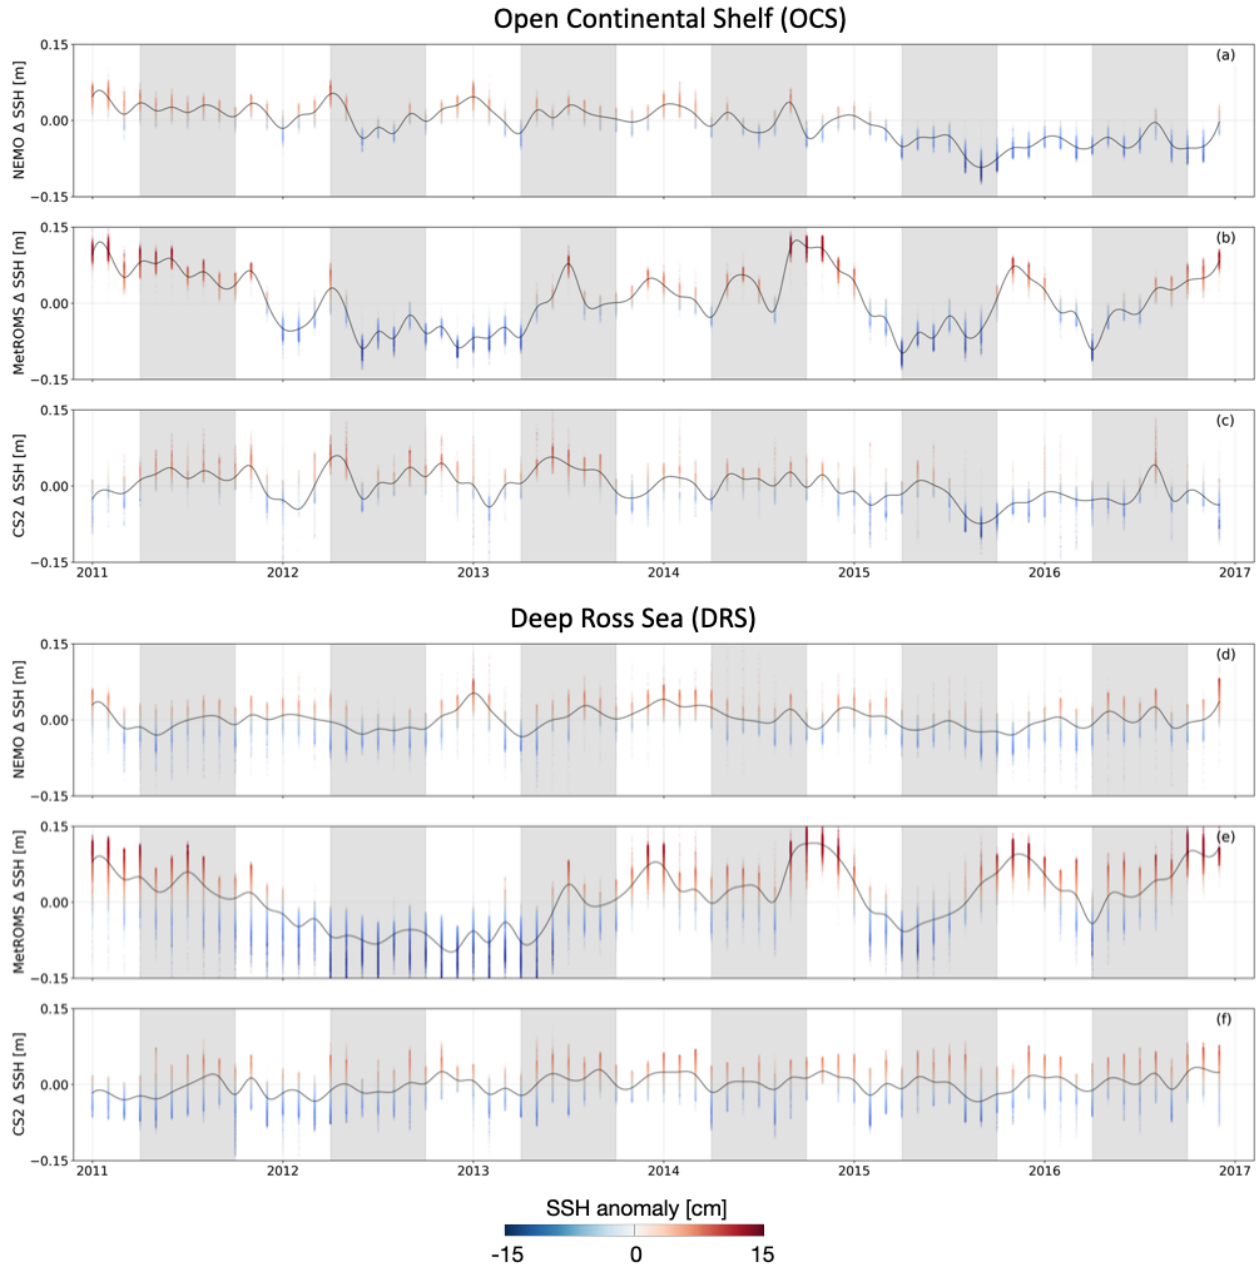 Open Continental Shelf (OCS)
NEMO Δ SSH [m]
0.15
0.00
−0.15
(a)
MetROMS Δ SSH [m]
0.15
0.00
−0.15
(b)
CS2 Δ SSH [m]
0.15
0.00
−0.15
(c)
2011 2012 2013 2014 2015 2016 2017
Deep Ross Sea (DRS)
NEMO Δ SSH [m]
0.15
0.00
−0.15
(d)
MetROMS Δ SSH [m]
0.15
0.00
−0.15
(e)
CS2 Δ SSH [m]
0.15
0.00
−0.15
(f)
2011 2012 2013 2014 2015 2016 2017
SSH anomaly [cm]
-15 0 15